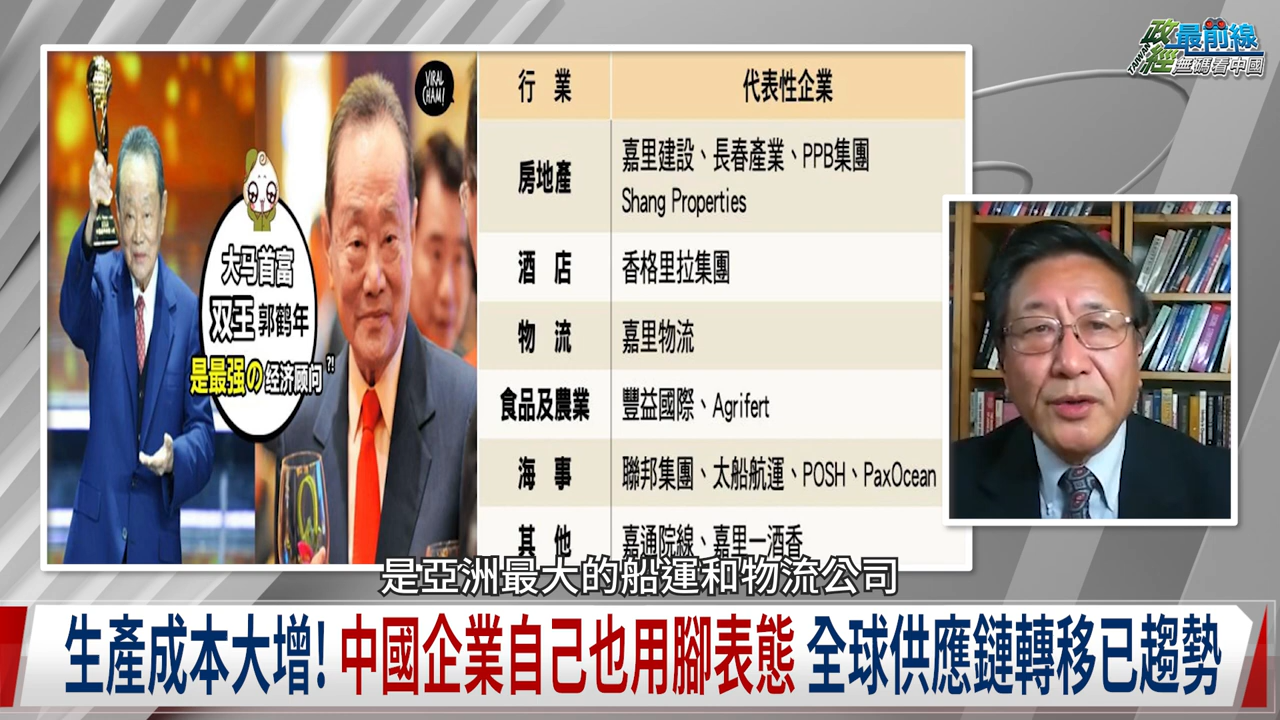 政經最前線
無碼看中國
VIRAL
CHAM!
大马首富
双王郭鹤年
是最强の经济顾问?!
行業 代表性企業
房地產 嘉里建設、長春產業、PPB集團
Shang Properties
酒店 香格里拉集團
物流 嘉里物流
食品及農業 豐益國際、Agrifert
海事 聯邦集團、太船航運、POSH、PaxOcean
其他 嘉通院線、嘉里一酒香
是亞洲最大的船運和物流公司
生產成本大增!中國企業自己也用腳表態 全球供應鏈轉移已趨勢